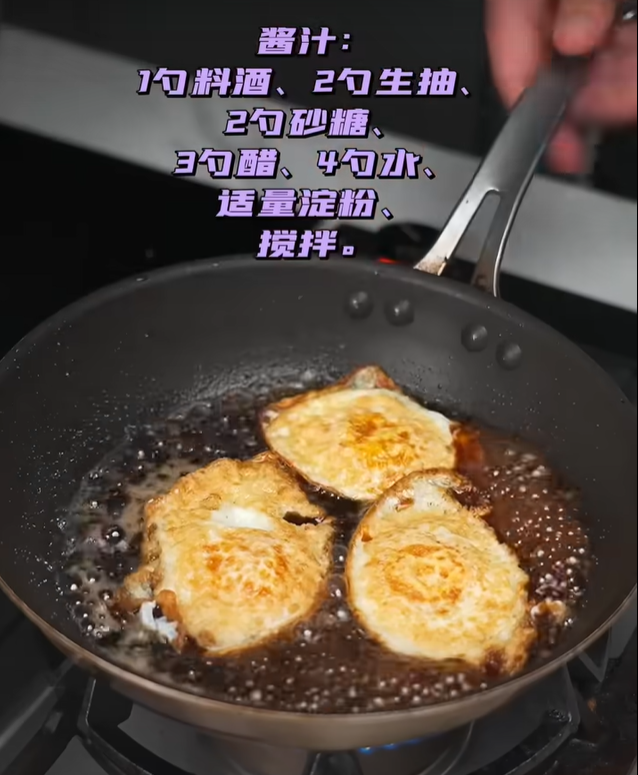 酱汁：
1勺料酒、2勺生抽、
2勺砂糖、
3勺醋、4勺水、
适量淀粉、
搅拌。